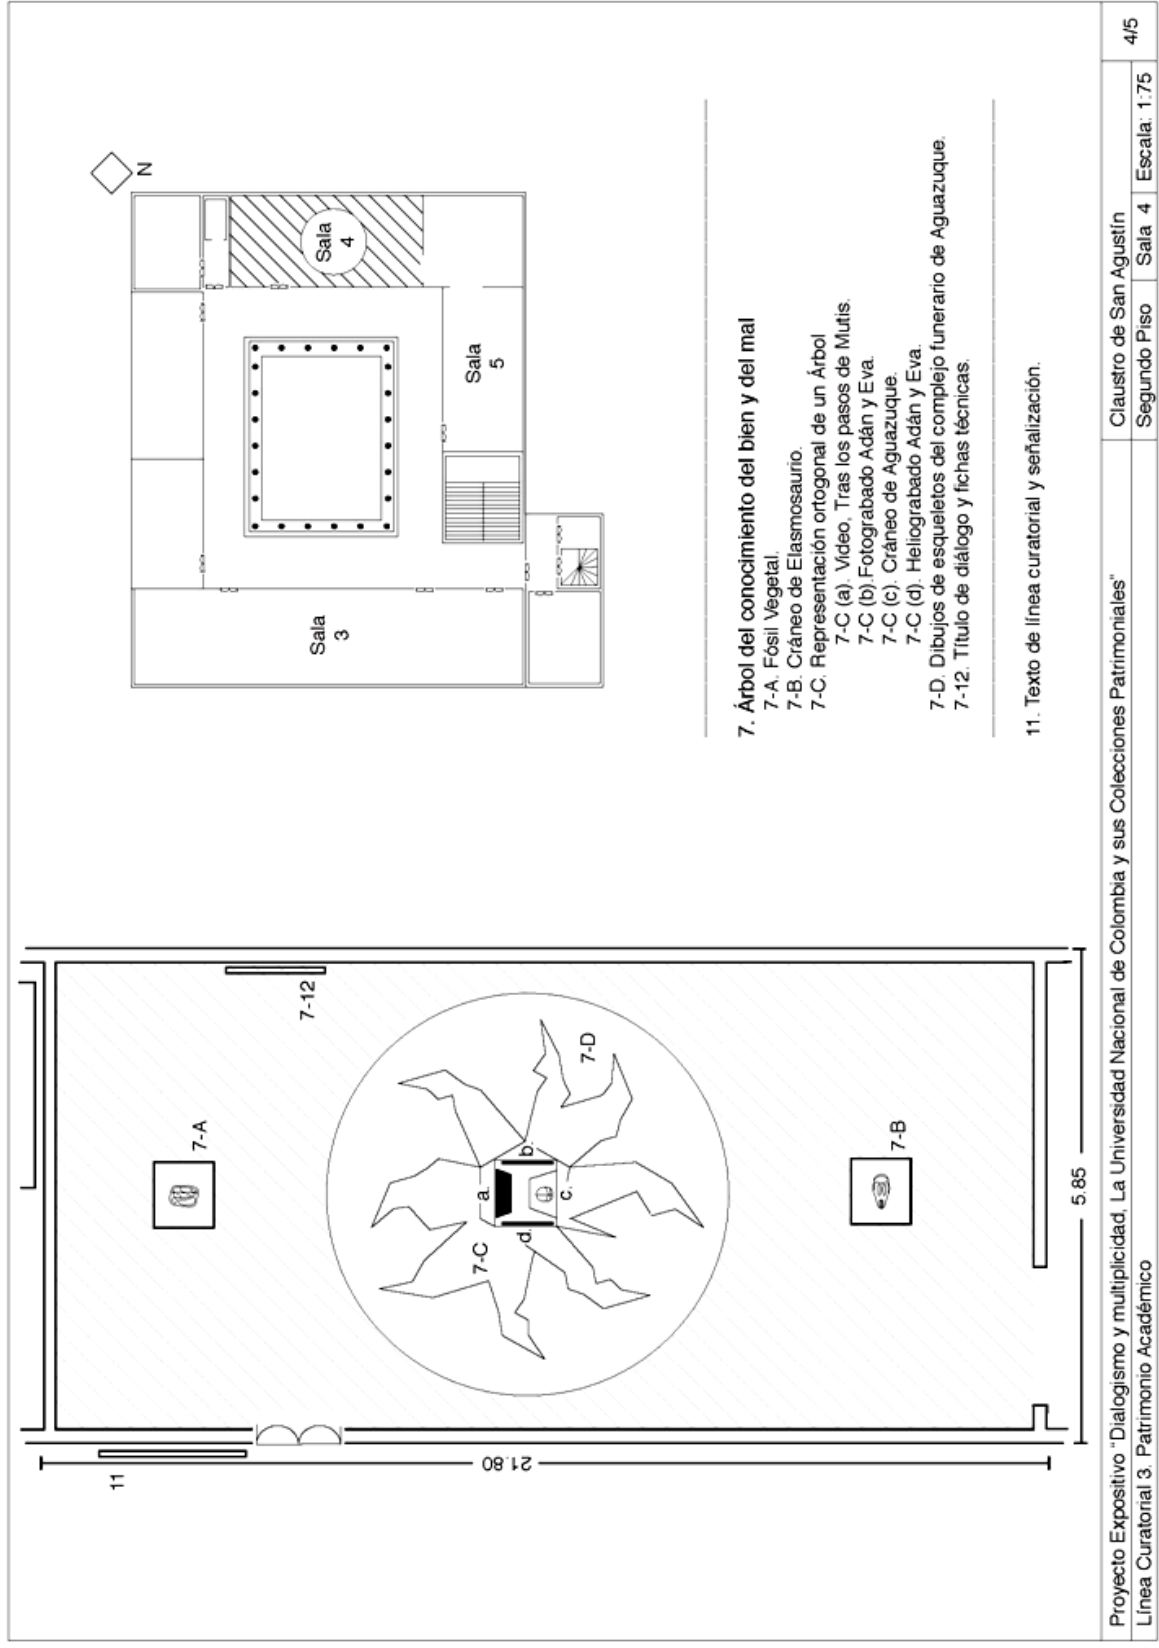 11
21.80
7-A
7-12
7-C
a.
b.
c.
d.
7-D
7-B
5.85
N
Sala
3
Sala
4
Sala
5
7. Árbol del conocimiento del bien y del mal
7-A. Fósil Vegetal.
7-B. Cráneo de Elasmosaurio.
7-C. Representación ortogonal de un Árbol
7-C (a). Video, Tras los pasos de Mutis.
7-C (b).Fotograbado Adán y Eva.
7-C (c). Cráneo de Aguazuque.
7-C (d). Heliograbado Adán y Eva.
7-D. Dibujos de esqueletos del complejo funerario de Aguazuque.
7-12. Título de diálogo y fichas técnicas.
11. Texto de línea curatorial y señalización.
Proyecto Expositivo "Dialogismo y multiplicidad, La Universidad Nacional de Colombia y sus Colecciones Patrimoniales"
Línea Curatorial 3. Patrimonio Académico
Claustro de San Agustín
Segundo Piso
Sala 4
Escala: 1:75
4/5